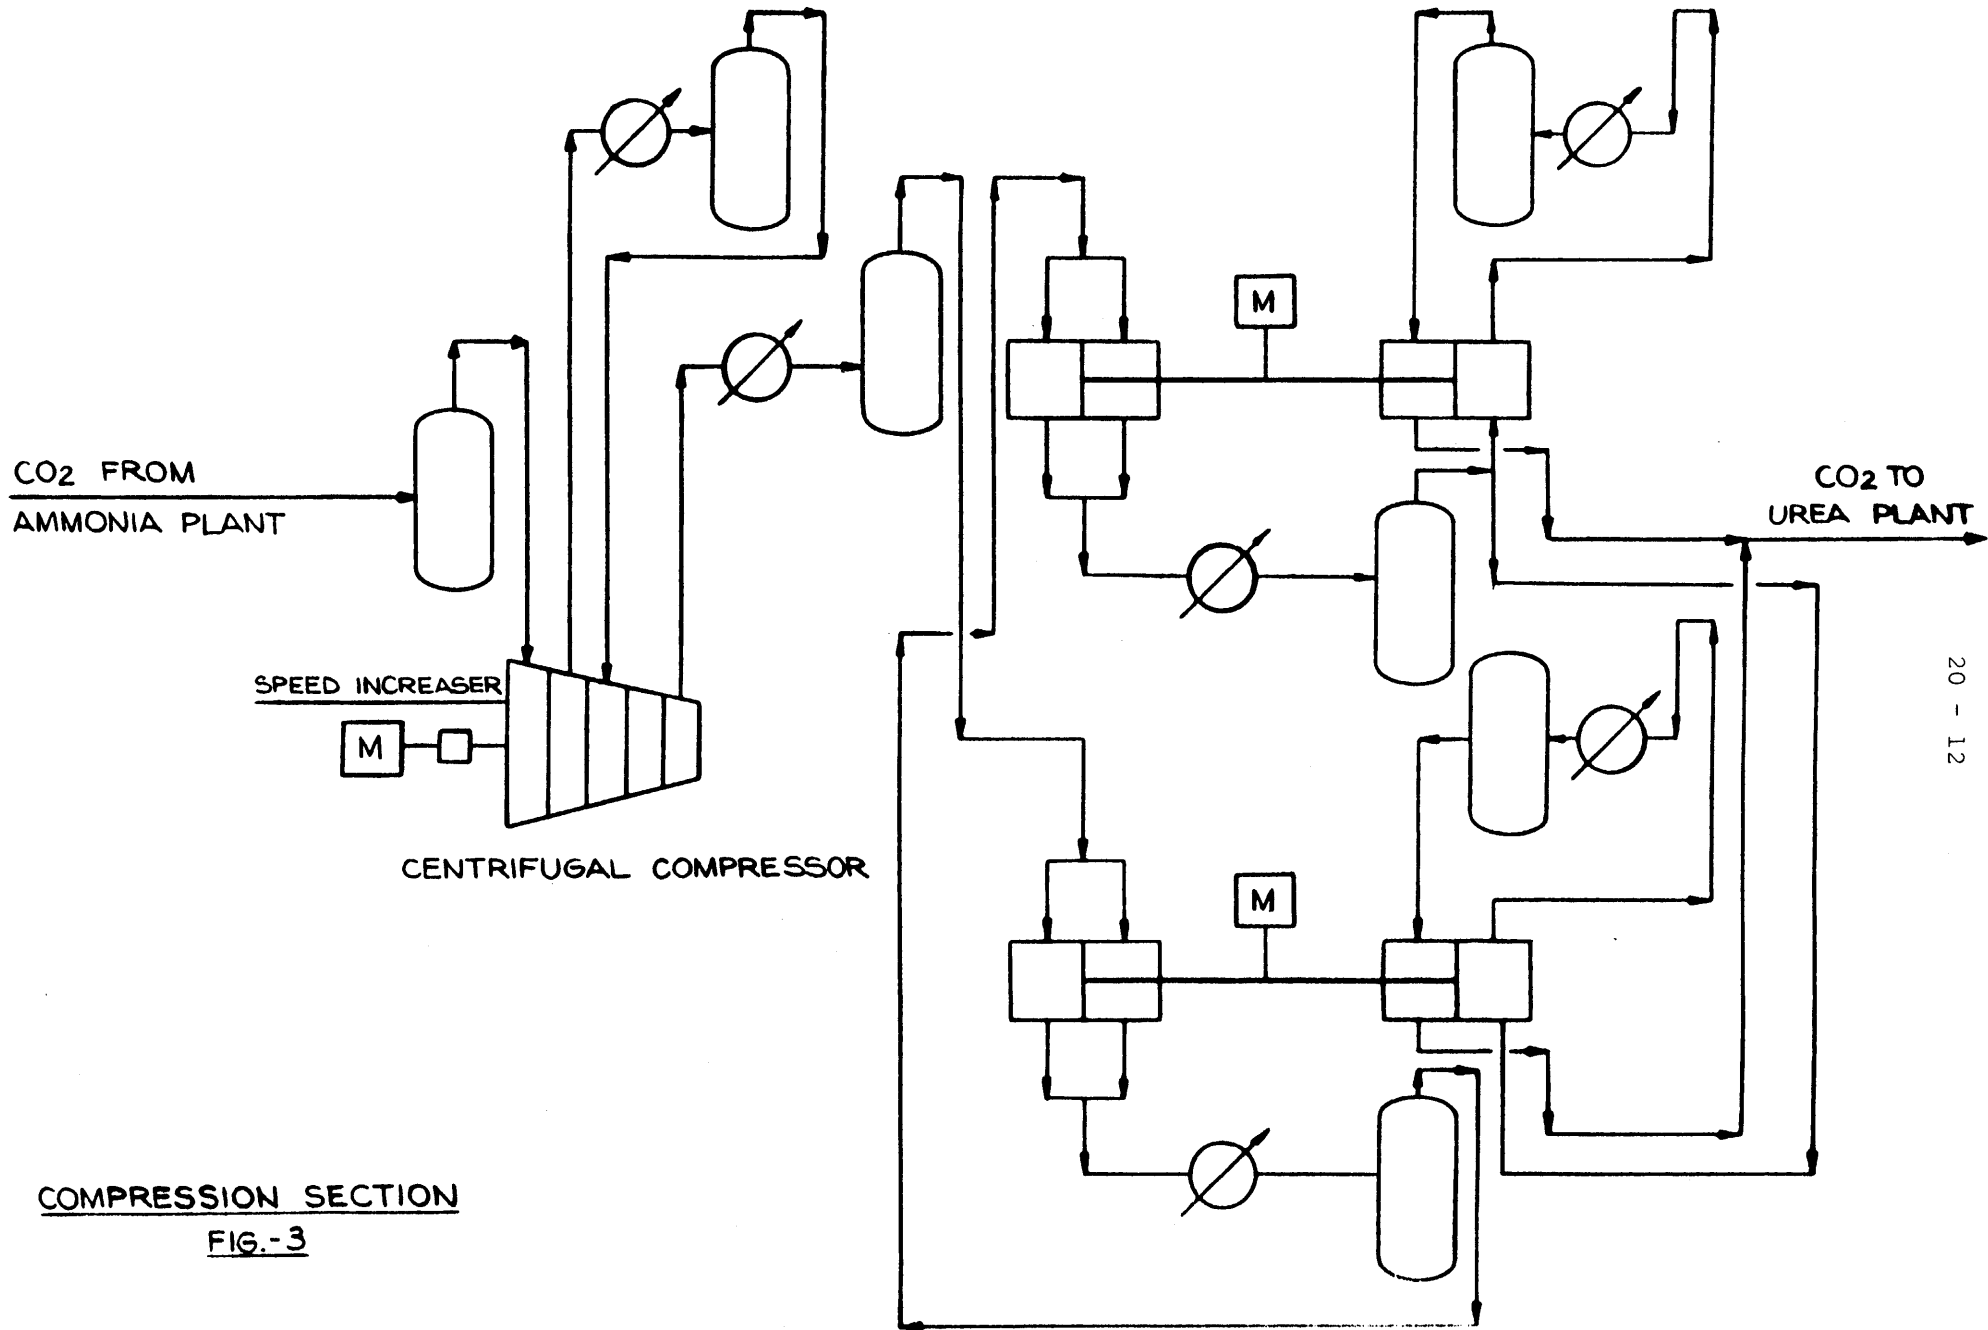 CO2 FROM
AMMONIA PLANT
SPEED INCREASER
M
CENTRIFUGAL COMPRESSOR
M
M
CO2 TO
UREA PLANT
20 - 12
COMPRESSION SECTION
FIG.-3